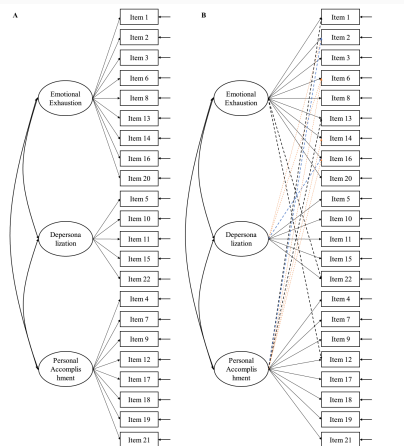 A
Item 1
Item 2
Item 3
Item 6
Item 8
Item 13
Item 14
Item 16
Item 20
Item 5
Item 10
Item 11
Item 15
Item 22
Item 4
Item 7
Item 9
Item 12
Item 17
Item 18
Item 19
Item 21
Emotional
Exhaustion
Depersona
lization
Personal
Accomplis
hment
B
Item 1
Item 2
Item 3
Item 6
Item 8
Item 13
Item 14
Item 16
Item 20
Item 5
Item 10
Item 11
Item 15
Item 22
Item 4
Item 7
Item 9
Item 12
Item 17
Item 18
Item 19
Item 21
Emotional
Exhaustion
Depersona
lization
Personal
Accomplis
hment